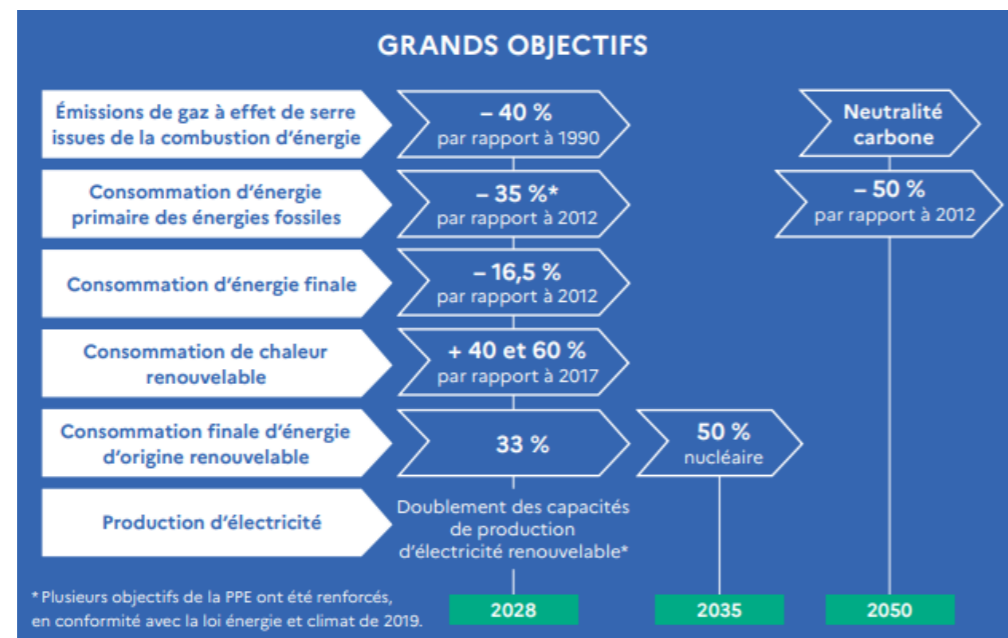 GRANDS OBJECTIFS
Émissions de gaz à effet de serre
issues de la combustion d'énergie
– 40 %
par rapport à 1990
Neutralité
carbone
Consommation d'énergie
primaire des énergies fossiles
– 35 %*
par rapport à 2012
– 50 %
par rapport à 2012
Consommation d'énergie finale
– 16,5 %
par rapport à 2012
Consommation de chaleur
renouvelable
+ 40 et 60 %
par rapport à 2017
Consommation finale d'énergie
d'origine renouvelable
33 %
50 %
nucléaire
Production d'électricité
Doublement des capacités
de production
d'électricité renouvelable*
* Plusieurs objectifs de la PPE ont été renforcés,
en conformité avec la loi énergie et climat de 2019.
2028
2035
2050